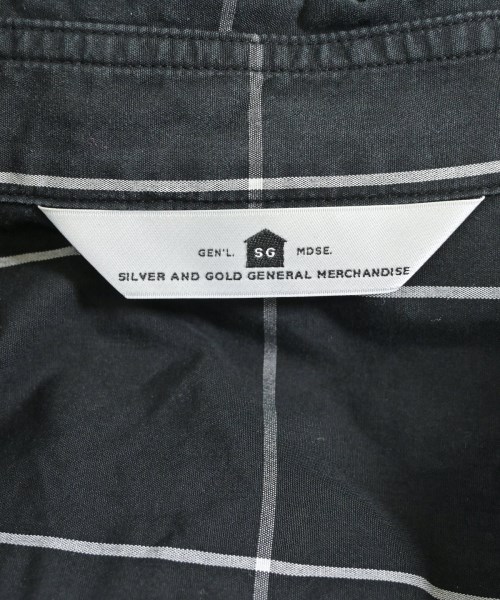 GEN'L. SG MDSE.
SILVER AND GOLD GENERAL MERCHANDISE